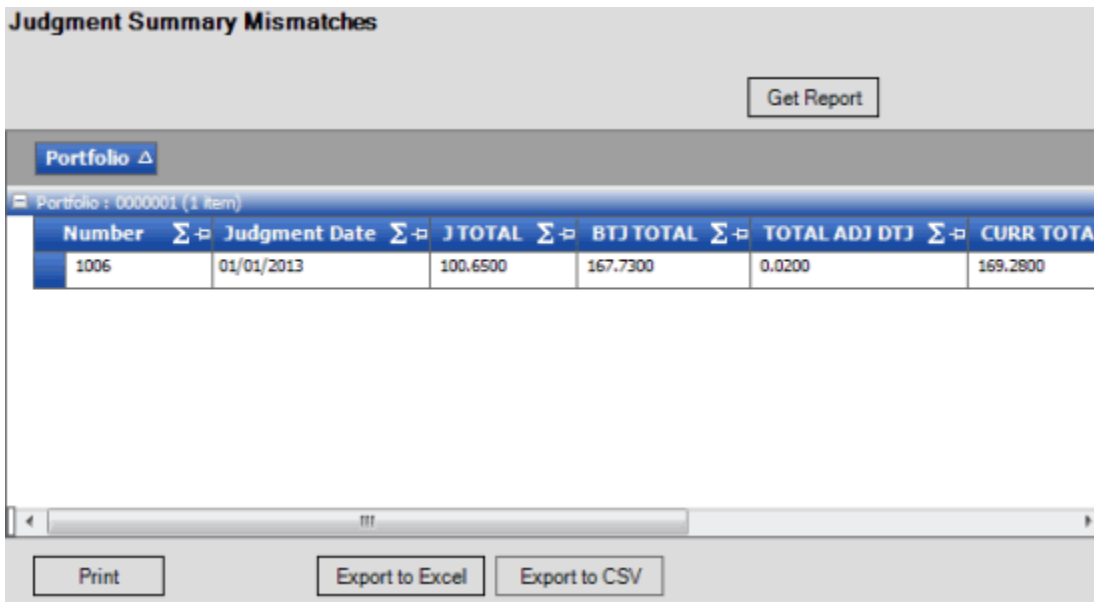 Judgment Summary Mismatches
Get Report
Portfolio
Portfolio : 0000001 (1 item)
Number Σ Judgment Date Σ JTOTAL Σ BTJ TOTAL Σ TOTAL ADJ DTJ Σ CURR TOTA
1006 01/01/2013 100.6500 167.7300 0.0200 169.2800
Print Export to Excel Export to CSV